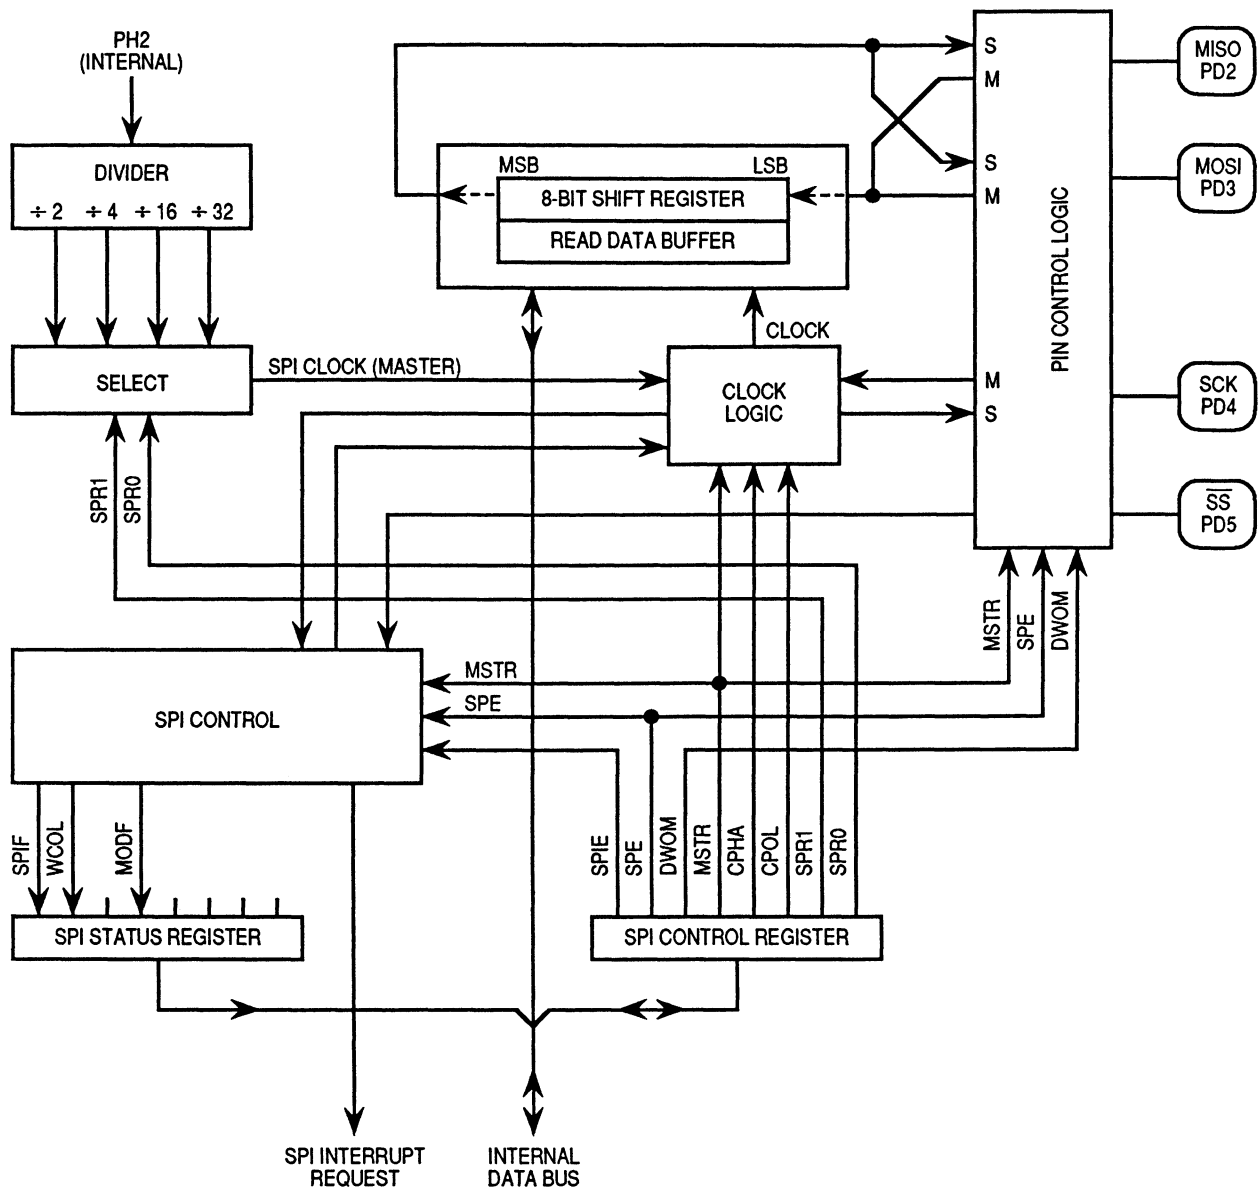 PH2
(INTERNAL)
DIVIDER
÷ 2 ÷ 4 ÷ 16 ÷ 32
SELECT
SPI CLOCK (MASTER)
SPR1
SPR0
MSB LSB
8-BIT SHIFT REGISTER
READ DATA BUFFER
CLOCK
CLOCK
LOGIC
S
M
S
M
M
S
PIN CONTROL LOGIC
MISO
PD2
MOSI
PD3
SCK
PD4
SS
PD5
MSTR
SPE
DWOM
MSTR
SPE
SPI CONTROL
SPIF
WCOL
MODF
SPI STATUS REGISTER
SPIE
SPE
DWOM
MSTR
CPHA
CPOL
SPR1
SPR0
SPI CONTROL REGISTER
SPI INTERRUPT
REQUEST
INTERNAL
DATA BUS